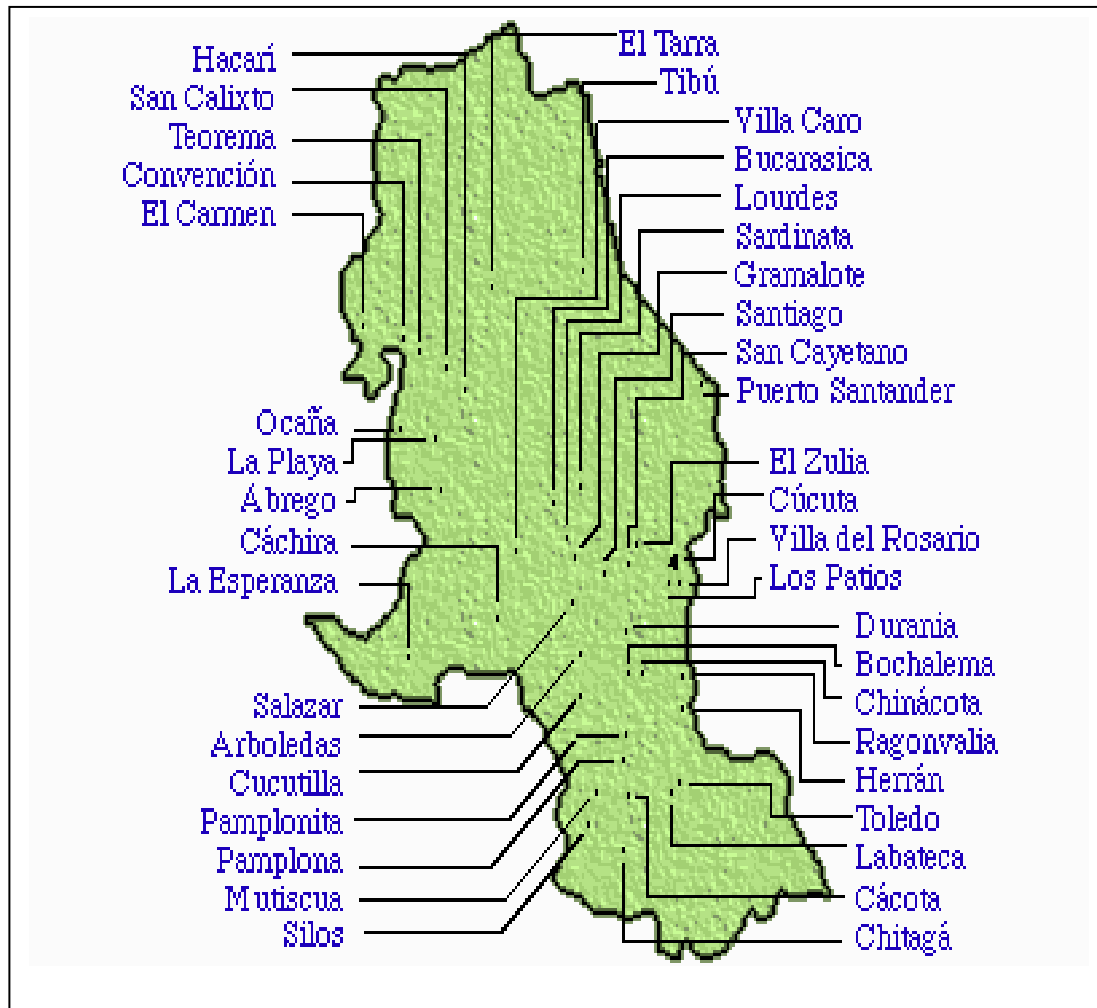 Hacarí
San Calixto
Teorema
Convención
El Carmen
Ocaña
La Playa
Ábrego
Cáchira
La Esperanza
Salazar
Arboledas
Cucutilla
Pamplonita
Pamplona
Mutiscua
Silos
El Tarra
Tibú
Villa Caro
Bucarasica
Lourdes
Sardinata
Gramalote
Santiago
San Cayetano
Puerto Santander
El Zulia
Cúcuta
Villa del Rosario
Los Patios
Durania
Bochalema
Chinácota
Ragonvalia
Herrán
Toledo
Labateca
Cácota
Chitagá